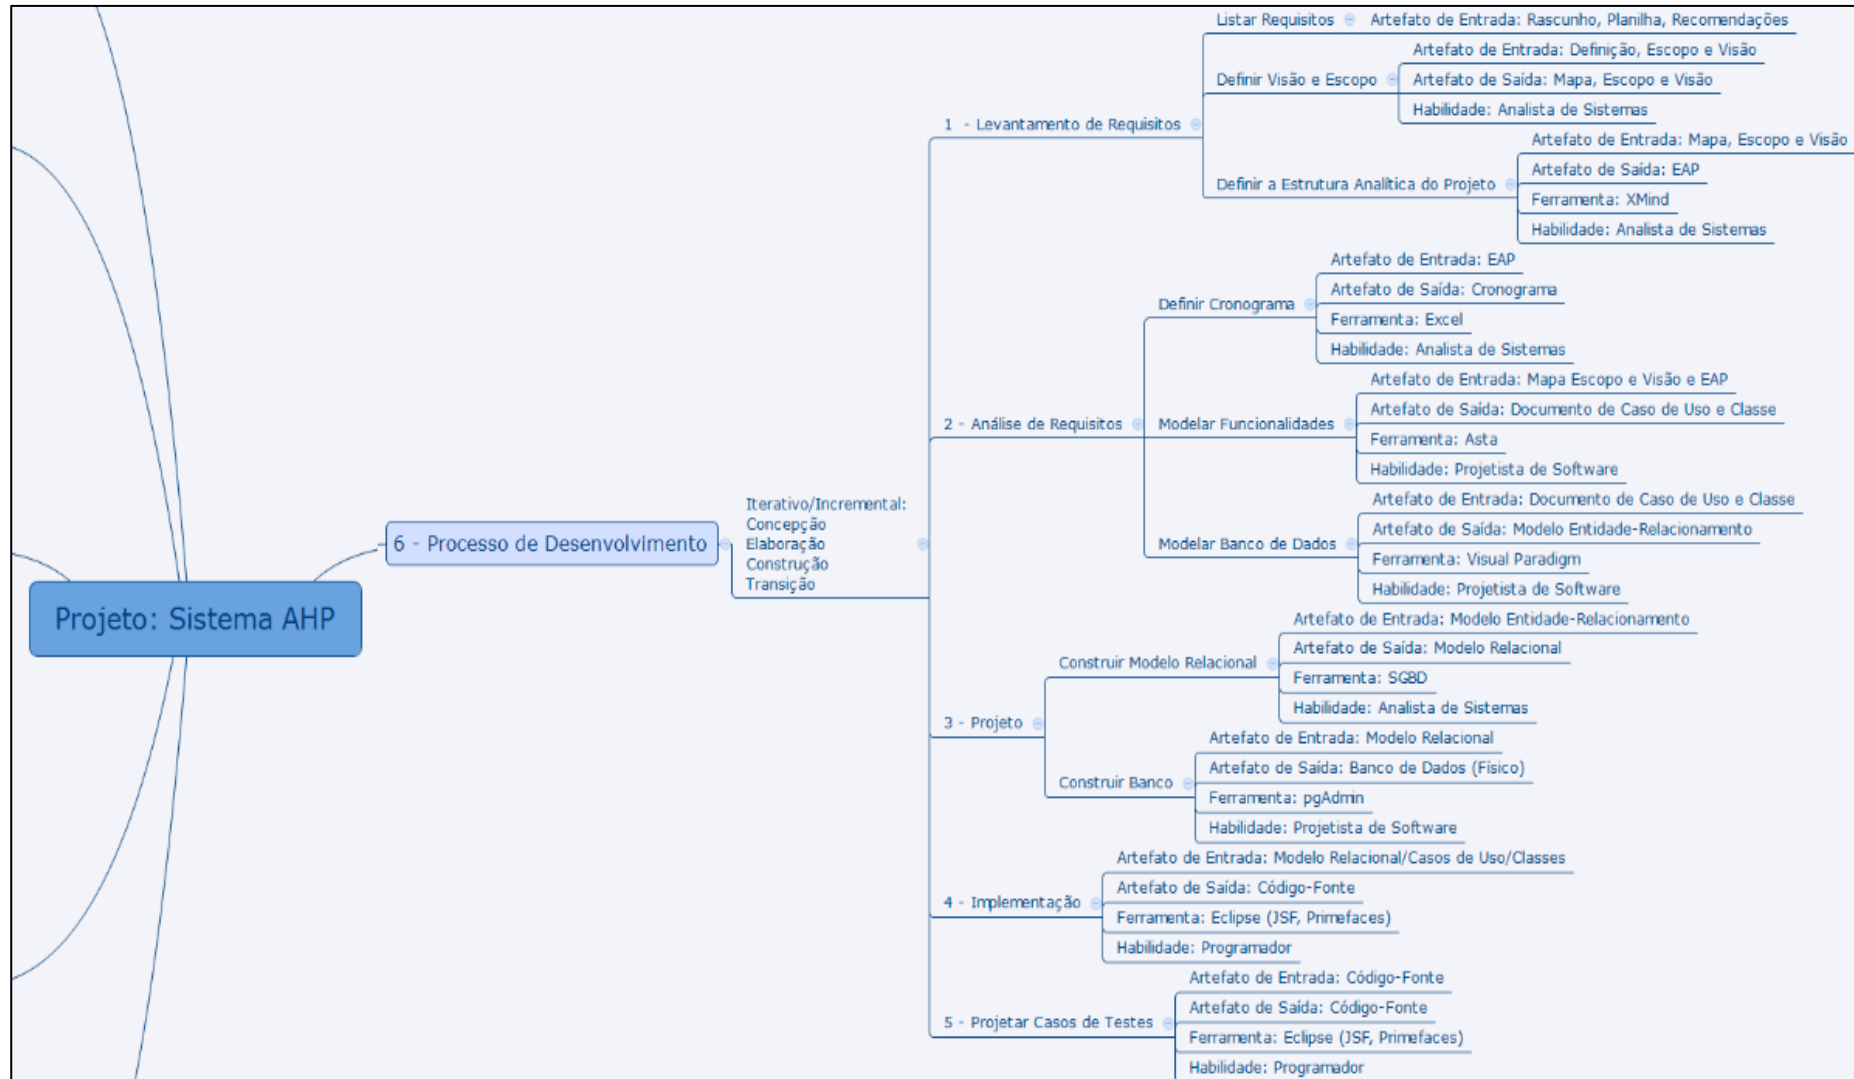 Projeto: Sistema AHP
6 - Processo de Desenvolvimento
Iterativo/Incremental:
Concepção
Elaboração
Construção
Transição
1 - Levantamento de Requisitos
Listar Requisitos
Artefato de Entrada: Rascunho, Planilha, Recomendações
Definir Visão e Escopo
Artefato de Entrada: Definição, Escopo e Visão
Artefato de Saída: Mapa, Escopo e Visão
Habilidade: Analista de Sistemas
Definir a Estrutura Analítica do Projeto
Artefato de Entrada: Mapa, Escopo e Visão
Artefato de Saída: EAP
Ferramenta: XMind
Habilidade: Analista de Sistemas
2 - Análise de Requisitos
Definir Cronograma
Artefato de Entrada: EAP
Artefato de Saída: Cronograma
Ferramenta: Excel
Habilidade: Analista de Sistemas
Modelar Funcionalidades
Artefato de Entrada: Mapa Escopo e Visão e EAP
Artefato de Saída: Documento de Caso de Uso e Classe
Ferramenta: Asta
Habilidade: Projetista de Software
Modelar Banco de Dados
Artefato de Entrada: Documento de Caso de Uso e Classe
Artefato de Saída: Modelo Entidade-Relacionamento
Ferramenta: Visual Paradigm
Habilidade: Projetista de Software
3 - Projeto
Construir Modelo Relacional
Artefato de Entrada: Modelo Entidade-Relacionamento
Artefato de Saída: Modelo Relacional
Ferramenta: SGBD
Habilidade: Analista de Sistemas
Construir Banco
Artefato de Entrada: Modelo Relacional
Artefato de Saída: Banco de Dados (Físico)
Ferramenta: pgAdmin
Habilidade: Projetista de Software
4 - Implementação
Artefato de Entrada: Modelo Relacional/Casos de Uso/Classes
Artefato de Saída: Código-Fonte
Ferramenta: Eclipse (JSF, Primefaces)
Habilidade: Programador
5 - Projetar Casos de Testes
Artefato de Entrada: Código-Fonte
Artefato de Saída: Código-Fonte
Ferramenta: Eclipse (JSF, Primefaces)
Habilidade: Programador